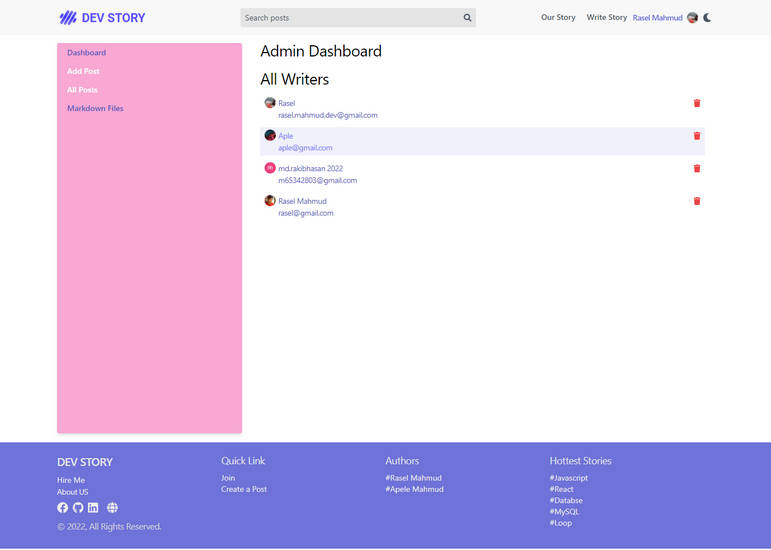 DEV STORY
Search posts
Our Story
Write Story
Rasel Mahmud
Dashboard
Add Post
All Posts
Markdown Files
Admin Dashboard
All Writers
Rasel
rasel.mahmud.dev@gmail.com
Aple
aple@gmail.com
m
md.rakibhasan 2022
m65342803@gmail.com
Rasel Mahmud
rasel@gmail.com
DEV STORY
Hire Me
About US
© 2022, All Rights Reserved.
Quick Link
Join
Create a Post
Authors
#Rasel Mahmud
#Apele Mahmud
Hottest Stories
#Javascript
#React
#Databse
#MySQL
#Loop